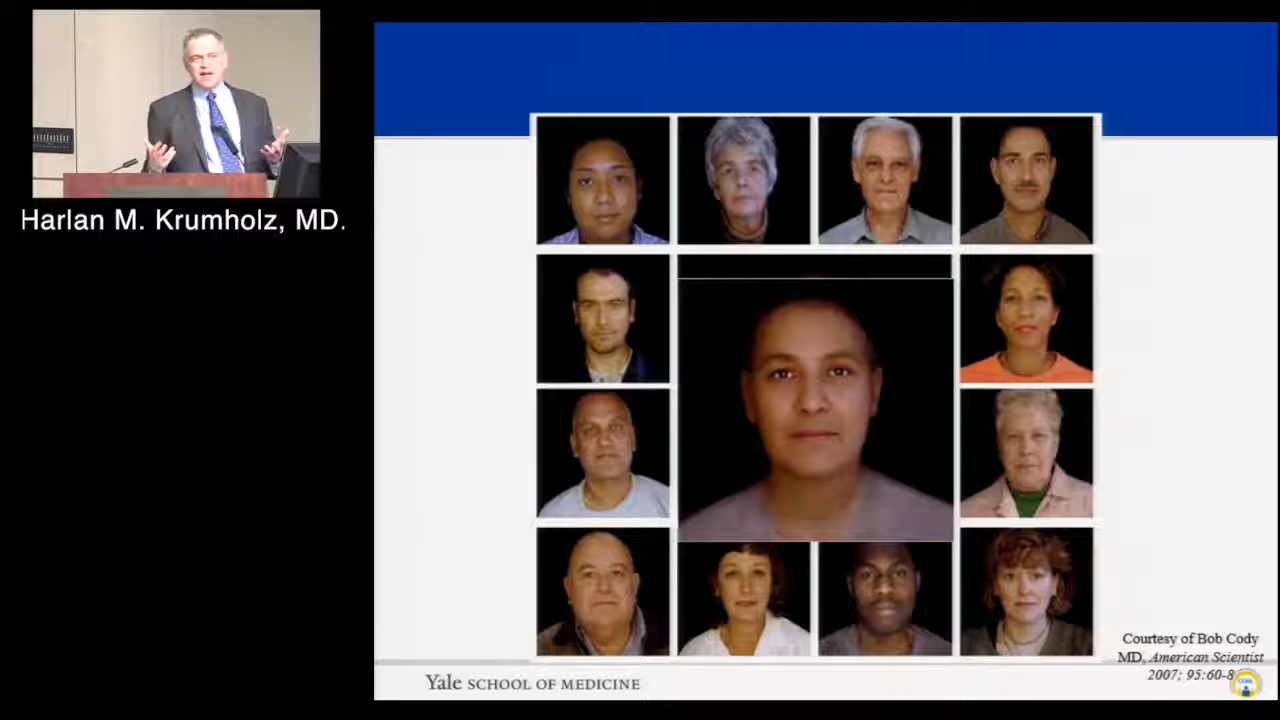 Harlan M. Krumholz, MD.
Courtesy of Bob Cody
MD, American Scientist
2007; 95:60-8
Yale SCHOOL OF MEDICINE